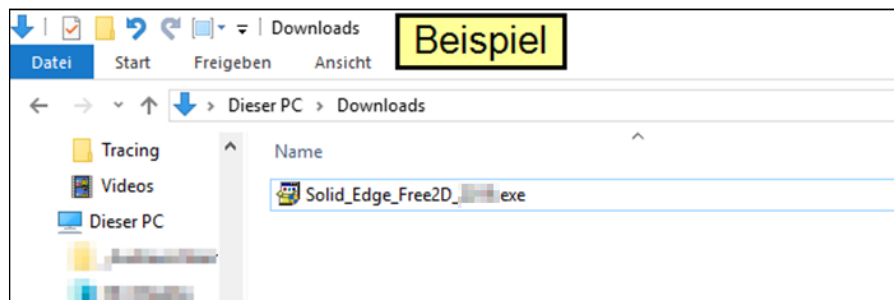 Downloads
Beispiel
Datei Start Freigeben Ansicht
Dieser PC > Downloads
Tracing
Name
Videos
Solid_Edge_Free2D_ exe
Dieser PC